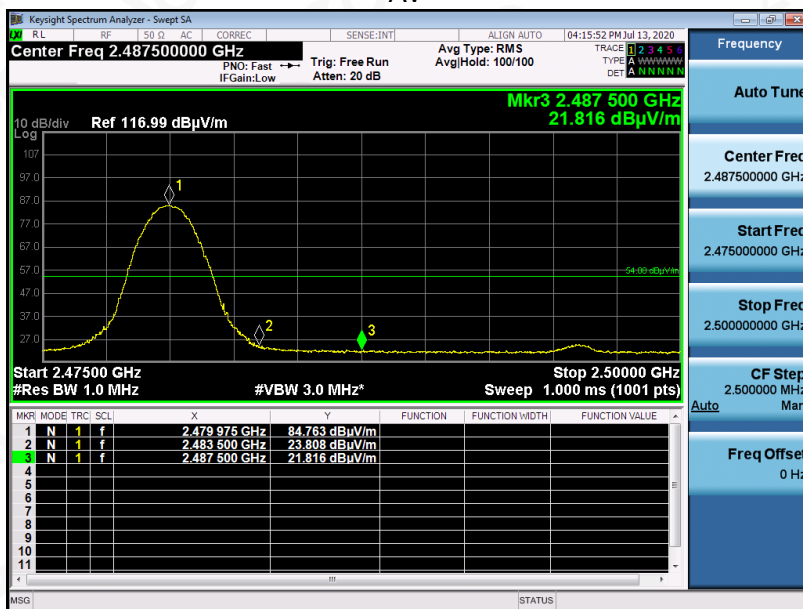 AV
Keysight Spectrum Analyzer - Swept SA
LXI RL RF 50 Ω AC CORREC SENSE:INT ALIGN AUTO 04:15:52 PM Jul 13, 2020
Center Freq 2.487500000 GHz
PNO: Fast
IFGain:Low
Trig: Free Run
Atten: 20 dB
Avg Type: RMS
Avg|Hold: 100/100
TRACE 1 2 3 4 5 6
TYPE A WWWWW
DET A N N N N N
Mkr3 2.487 500 GHz
21.816 dBµV/m
10 dB/div Ref 116.99 dBµV/m
Log
107
97.0
1
87.0
77.0
67.0
57.0
54.00 dBµV/m
47.0
37.0
2
3
27.0
Start 2.47500 GHz Stop 2.50000 GHz
#Res BW 1.0 MHz #VBW 3.0 MHz* Sweep 1.000 ms (1001 pts)
MKR MODE TRC SCL X Y FUNCTION FUNCTION WIDTH FUNCTION VALUE
1 N 1 f 2.479 975 GHz 84.763 dBµV/m
2 N 1 f 2.483 500 GHz 23.808 dBµV/m
3 N 1 f 2.487 500 GHz 21.816 dBµV/m
4
5
6
7
8
9
10
11
MSG STATUS
Frequency
Auto Tune
Center Freq
2.487500000 GHz
Start Freq
2.475000000 GHz
Stop Freq
2.500000000 GHz
CF Step
2.500000 MHz
Auto Man
Freq Offset
0 Hz